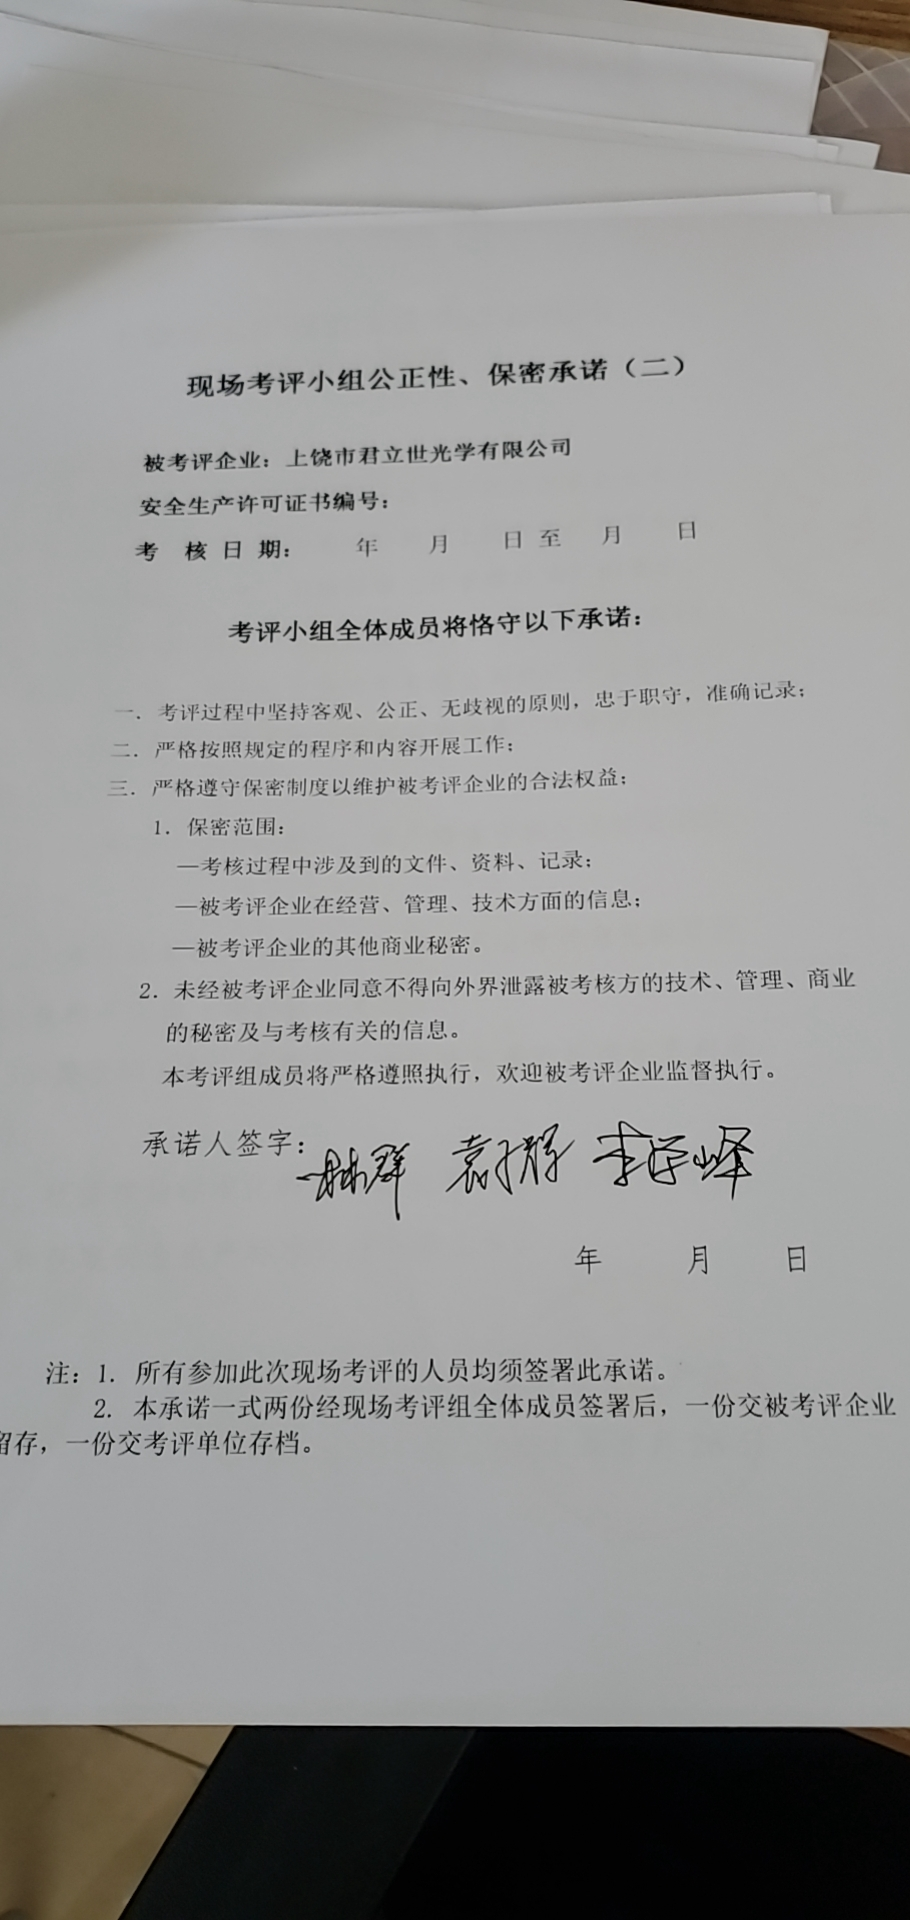 现场考评小组公正性、保密承诺（二）
被考评企业：上饶市君立世光学有限公司
安全生产许可证书编号：
考 核 日 期： 年 月 日 至 月 日
考评小组全体成员将恪守以下承诺：
一．考评过程中坚持客观、公正、无歧视的原则，忠于职守，准确记录；
二．严格按照规定的程序和内容开展工作；
三．严格遵守保密制度以维护被考评企业的合法权益；
1．保密范围：
—考核过程中涉及到的文件、资料、记录；
—被考评企业在经营、管理、技术方面的信息；
—被考评企业的其他商业秘密。
2．未经被考评企业同意不得向外界泄露被考核方的技术、管理、商业
的秘密及与考核有关的信息。
本考评组成员将严格遵照执行，欢迎被考评企业监督执行。
承诺人签字：林群 李学峰
年 月 日
注：1．所有参加此次现场考评的人员均须签署此承诺。
2．本承诺一式两份经现场考评组全体成员签署后，一份交被考评企业
留存，一份交考评单位存档。